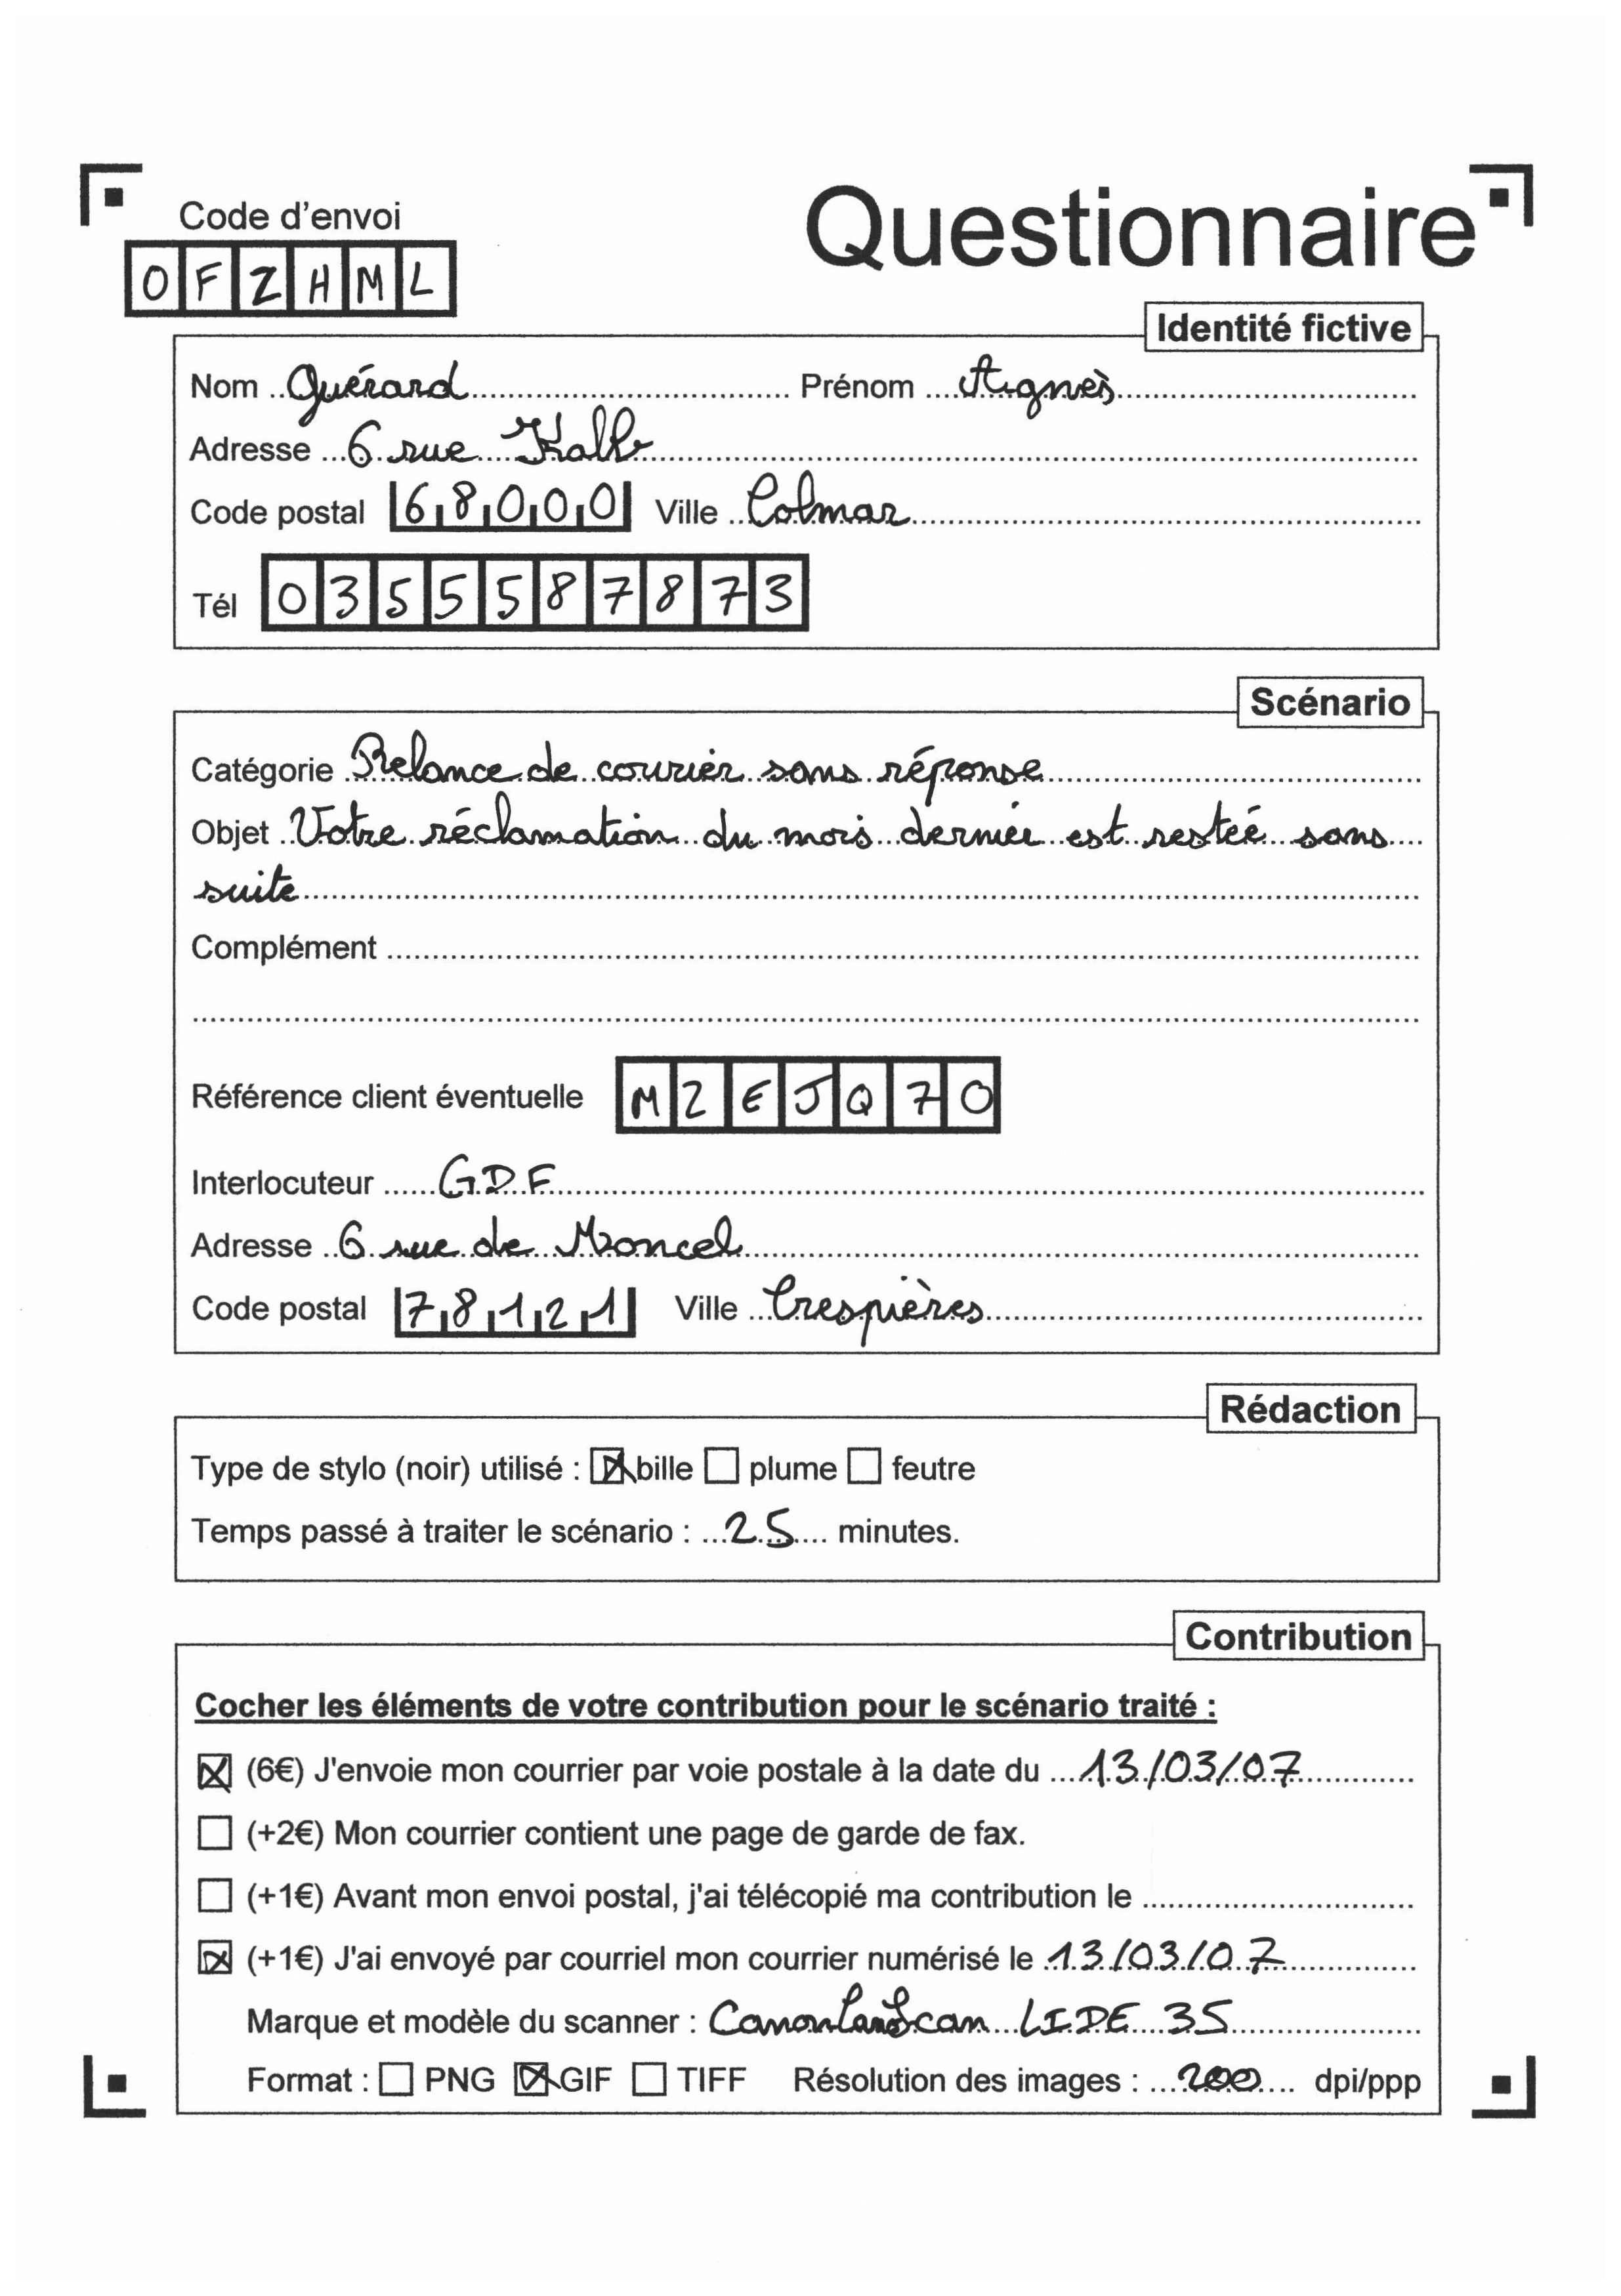 Code d'envoi
Questionnaire
OFZHML
Identité fictive
Nom Guérard Prénom Agnès
Adresse 6 rue Kalb
Code postal 68000 Ville Colmar
Tél 0355587873
Scénario
Catégorie Relance de courier sans réponse
Objet Votre réclamation du mois dernier est restée sans
suite
Complément
Référence client éventuelle MZEJQ70
Interlocuteur GDF
Adresse 6 rue de Moncel
Code postal 78121 Ville Crespières
Rédaction
Type de stylo (noir) utilisé : ☒ bille ☐ plume ☐ feutre
Temps passé à traiter le scénario : 25 minutes.
Contribution
Cocher les éléments de votre contribution pour le scénario traité :
☒ (6€) J'envoie mon courrier par voie postale à la date du 13/03/07
☐ (+2€) Mon courrier contient une page de garde de fax.
☐ (+1€) Avant mon envoi postal, j'ai télécopié ma contribution le
☒ (+1€) J'ai envoyé par courriel mon courrier numérisé le 13/03/07
Marque et modèle du scanner : LIDE 35
Format : ☐ PNG ☒ GIF ☐ TIFF Résolution des images : 200 dpi/ppp